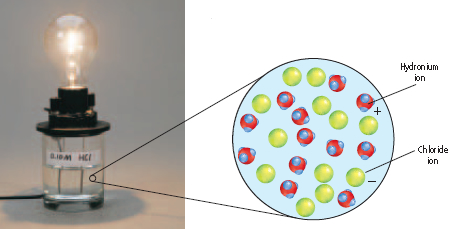 0.10M HCl
Hydronium
ion
+
Chloride
ion
−